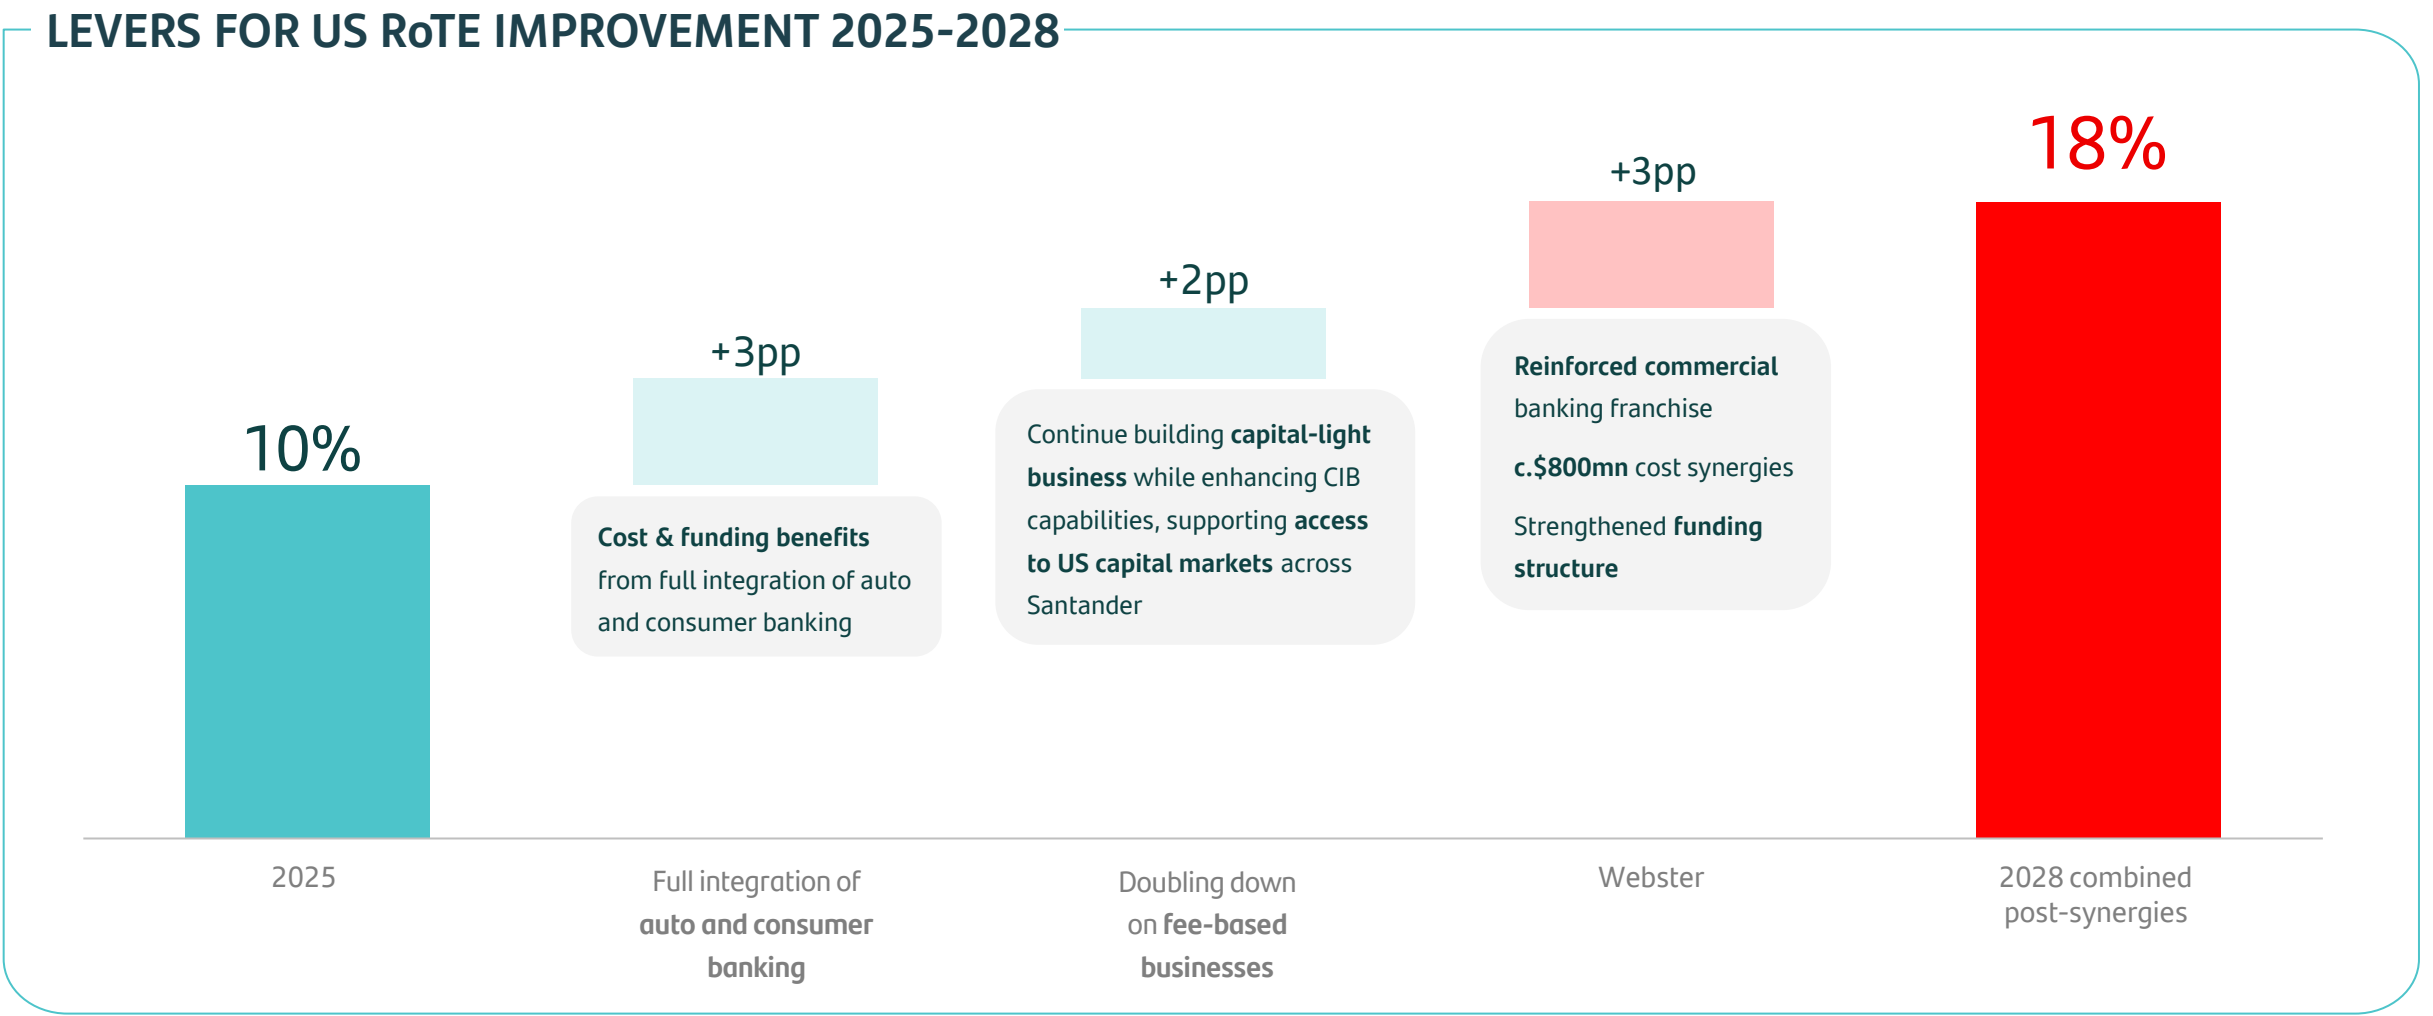 LEVERS FOR US RoTE IMPROVEMENT 2025-2028
10%
2025
+3pp
Cost & funding benefits
from full integration of auto
and consumer banking
Full integration of
auto and consumer
banking
+2pp
Continue building capital-light
business while enhancing CIB
capabilities, supporting access
to US capital markets across
Santander
Doubling down
on fee-based
businesses
+3pp
Reinforced commercial
banking franchise
c.$800mn cost synergies
Strengthened funding
structure
Webster
18%
2028 combined
post-synergies